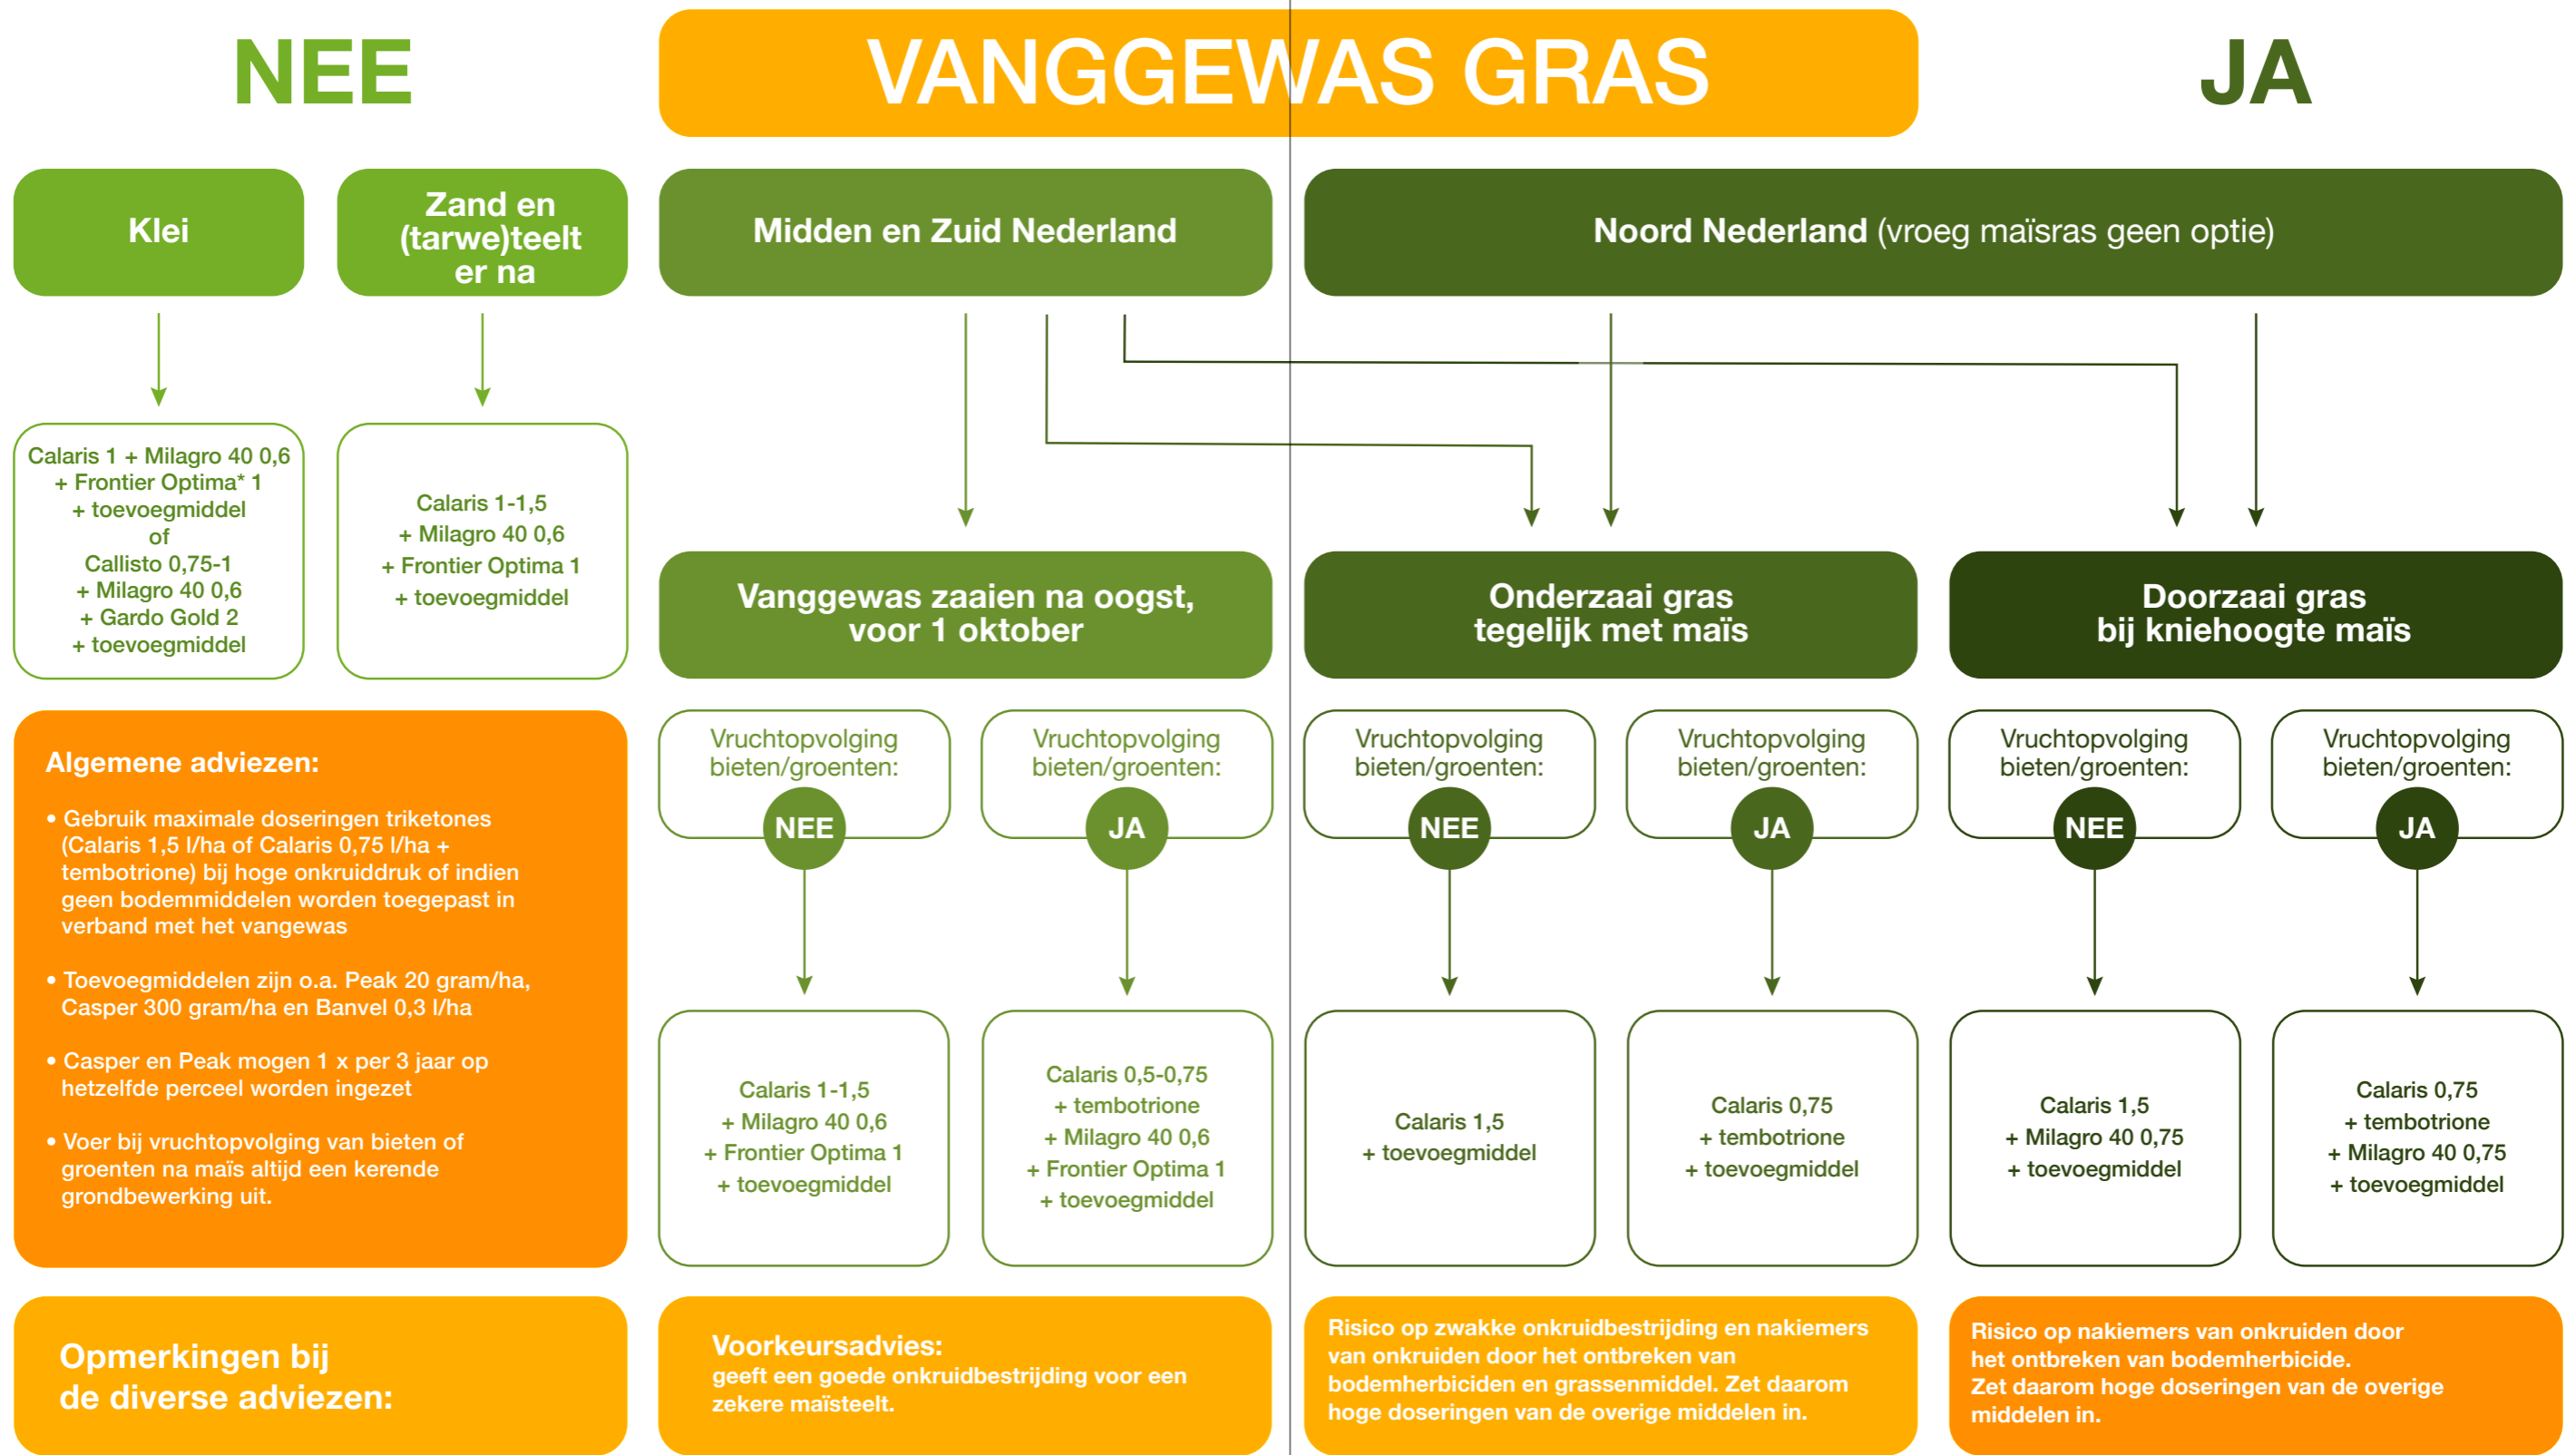 NEE
VANGGEWAS GRAS
JA
Klei
Zand en
(tarwe)teelt
er na
Midden en Zuid Nederland
Noord Nederland (vroeg maïsras geen optie)
Calaris 1 + Milagro 40 0,6
+ Frontier Optima* 1
+ toevoegmiddel
of
Callisto 0,75-1
+ Milagro 40 0,6
+ Gardo Gold 2
+ toevoegmiddel
Calaris 1-1,5
+ Milagro 40 0,6
+ Frontier Optima 1
+ toevoegmiddel
Vanggewas zaaien na oogst,
voor 1 oktober
Onderzaai gras
tegelijk met maïs
Doorzaai gras
bij kniehoogte maïs
Algemene adviezen:
• Gebruik maximale doseringen triketones
(Calaris 1,5 l/ha of Calaris 0,75 l/ha +
tembotrione) bij hoge onkruiddruk of indien
geen bodemmiddelen worden toegepast in
verband met het vangewas
• Toevoegmiddelen zijn o.a. Peak 20 gram/ha,
Casper 300 gram/ha en Banvel 0,3 l/ha
• Casper en Peak mogen 1 x per 3 jaar op
hetzelfde perceel worden ingezet
• Voer bij vruchtopvolging van bieten of
groenten na maïs altijd een kerende
grondbewerking uit.
Vruchtopvolging
bieten/groenten:
NEE
Vruchtopvolging
bieten/groenten:
JA
Vruchtopvolging
bieten/groenten:
NEE
Vruchtopvolging
bieten/groenten:
JA
Vruchtopvolging
bieten/groenten:
NEE
Vruchtopvolging
bieten/groenten:
JA
Calaris 1-1,5
+ Milagro 40 0,6
+ Frontier Optima 1
+ toevoegmiddel
Calaris 0,5-0,75
+ tembotrione
+ Milagro 40 0,6
+ Frontier Optima 1
+ toevoegmiddel
Calaris 1,5
+ toevoegmiddel
Calaris 0,75
+ tembotrione
+ toevoegmiddel
Calaris 1,5
+ Milagro 40 0,75
+ toevoegmiddel
Calaris 0,75
+ tembotrione
+ Milagro 40 0,75
+ toevoegmiddel
Opmerkingen bij
de diverse adviezen:
Voorkeursadvies:
geeft een goede onkruidbestrijding voor een
zekere maïsteelt.
Risico op zwakke onkruidbestrijding en nakiemers
van onkruiden door het ontbreken van
bodemherbiciden en grassenmiddel. Zet daarom
hoge doseringen van de overige middelen in.
Risico op nakiemers van onkruiden door
het ontbreken van bodemherbicide.
Zet daarom hoge doseringen van de overige
middelen in.